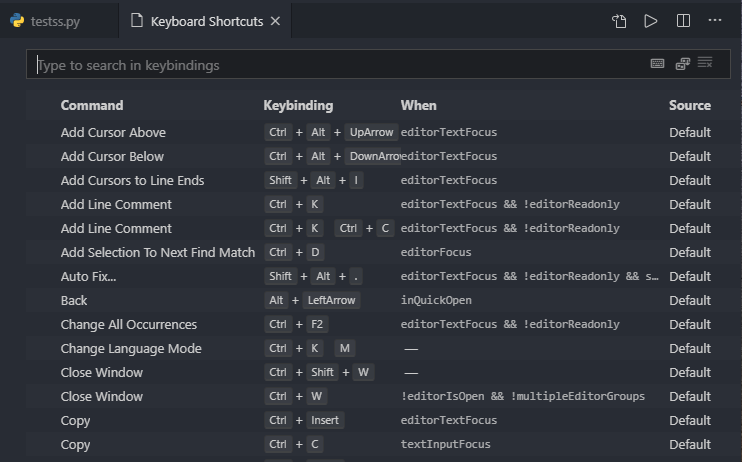 testss.py Keyboard Shortcuts
Type to search in keybindings
Command Keybinding When Source
Add Cursor Above Ctrl + Alt + UpArrow editorTextFocus Default
Add Cursor Below Ctrl + Alt + DownArrow editorTextFocus Default
Add Cursors to Line Ends Shift + Alt + I editorTextFocus Default
Add Line Comment Ctrl + K editorTextFocus && !editorReadonly Default
Add Line Comment Ctrl + K Ctrl + C editorTextFocus && !editorReadonly Default
Add Selection To Next Find Match Ctrl + D editorFocus Default
Auto Fix... Shift + Alt + . editorTextFocus && !editorReadonly && s… Default
Back Alt + LeftArrow inQuickOpen Default
Change All Occurrences Ctrl + F2 editorTextFocus && !editorReadonly Default
Change Language Mode Ctrl + K M — Default
Close Window Ctrl + Shift + W — Default
Close Window Ctrl + W !editorIsOpen && !multipleEditorGroups Default
Copy Ctrl + Insert editorTextFocus Default
Copy Ctrl + C textInputFocus Default